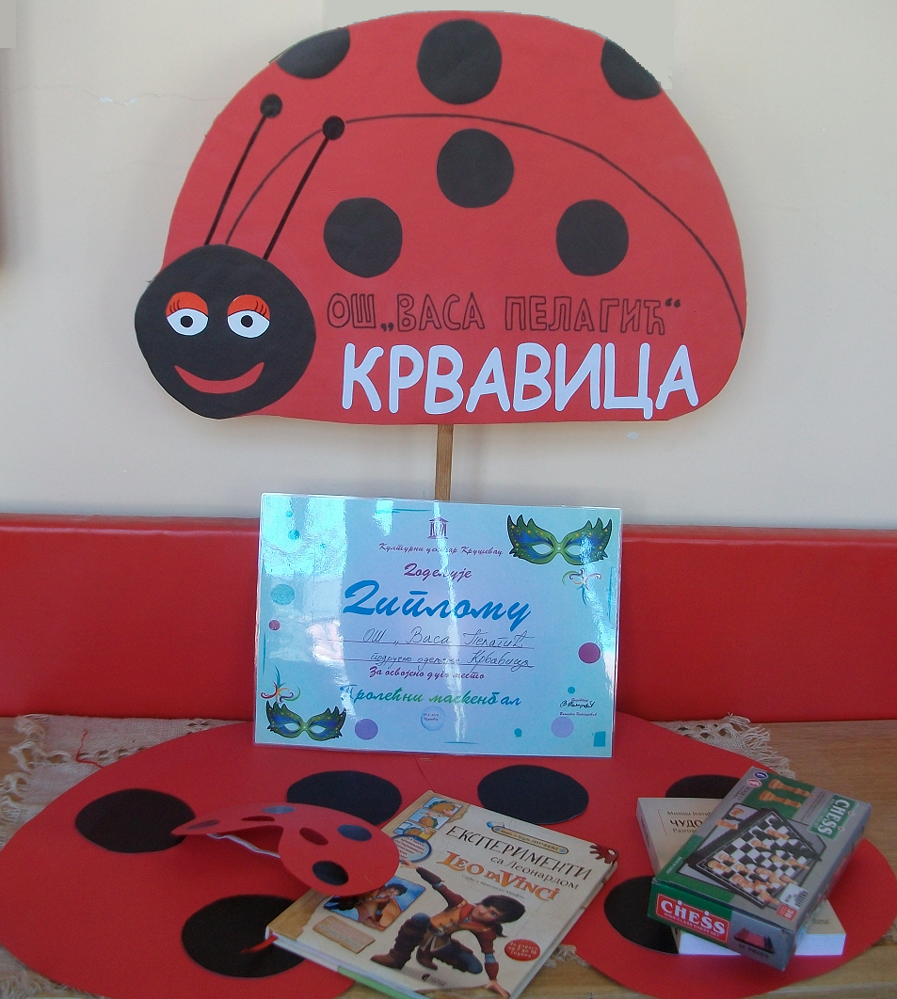 ОШ „ВАСА ПЕЛАГИЋ“
КРВАВИЦА
Културни центар Крушевац
Додељује
Диплому
ОШ „Васа Пелагић
подручно одељење Крвавица
За освојено друго место
Пролећни маскенбал
ЕКСПЕРИМЕНТИ
са Леонардом
LEO DA VINCI
ЧУДО
CHESS
CHESS